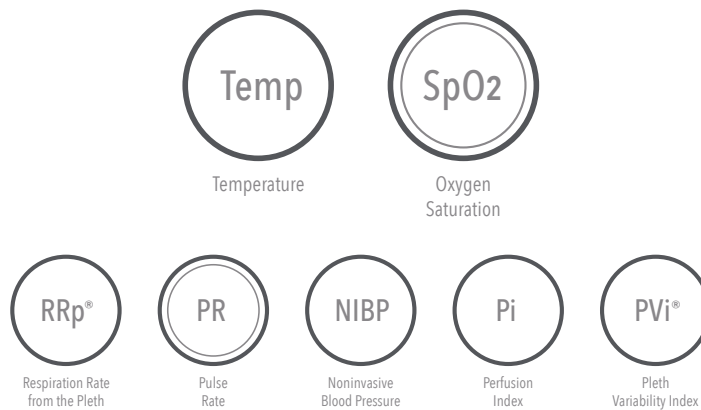 Temp
SpO2
Temperature
Oxygen
Saturation
RRp®
PR
NIBP
Pi
PVi®
Respiration Rate
from the Pleth
Pulse
Rate
Noninvasive
Blood Pressure
Perfusion
Index
Pleth
Variability Index